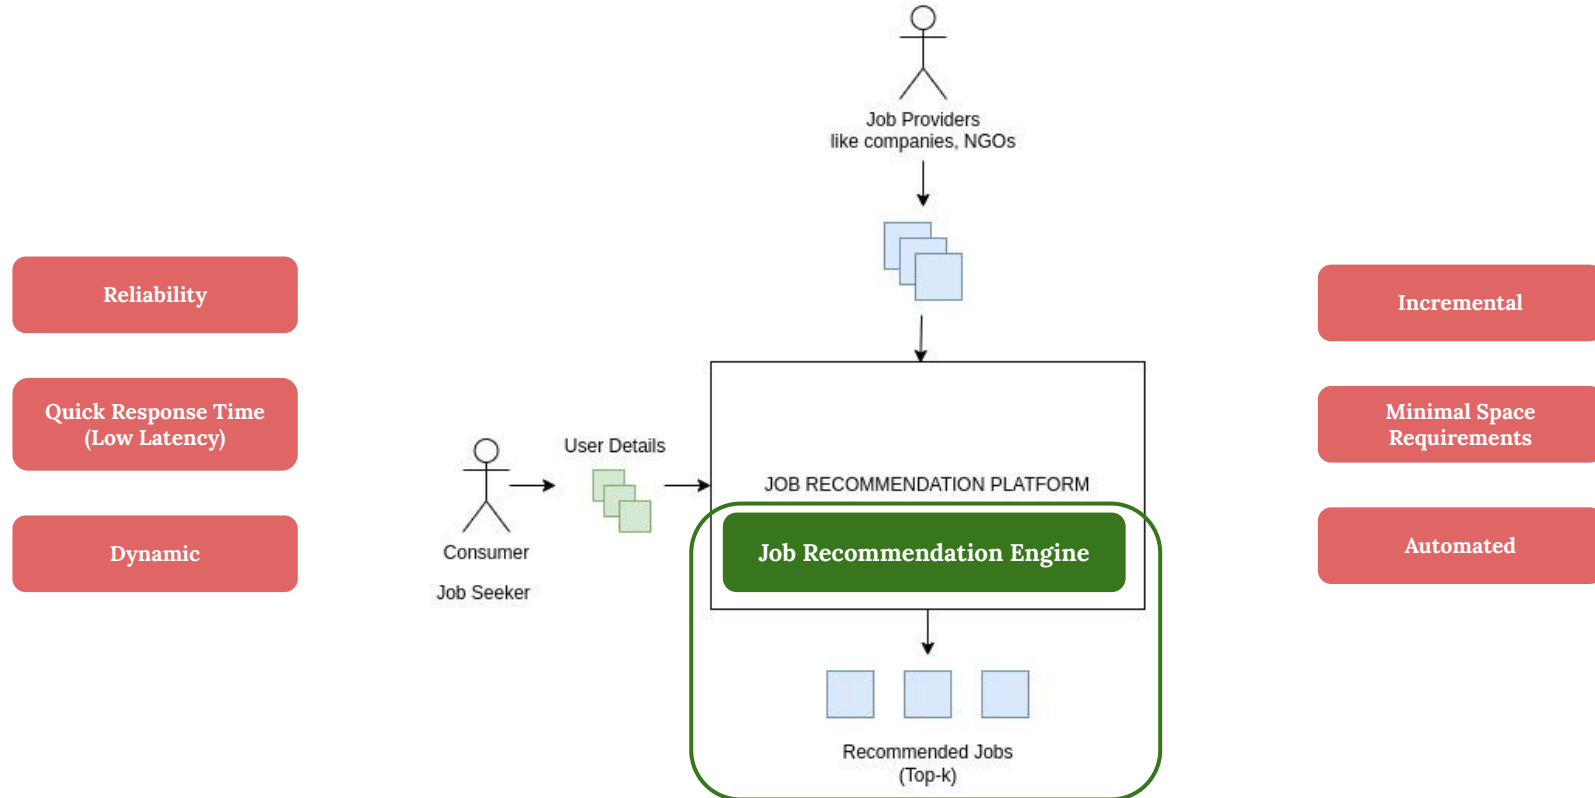 Job Providers
like companies, NGOs
Reliability
Quick Response Time
(Low Latency)
Dynamic
User Details
Consumer
Job Seeker
JOB RECOMMENDATION PLATFORM
Job Recommendation Engine
Recommended Jobs
(Top-k)
Incremental
Minimal Space
Requirements
Automated